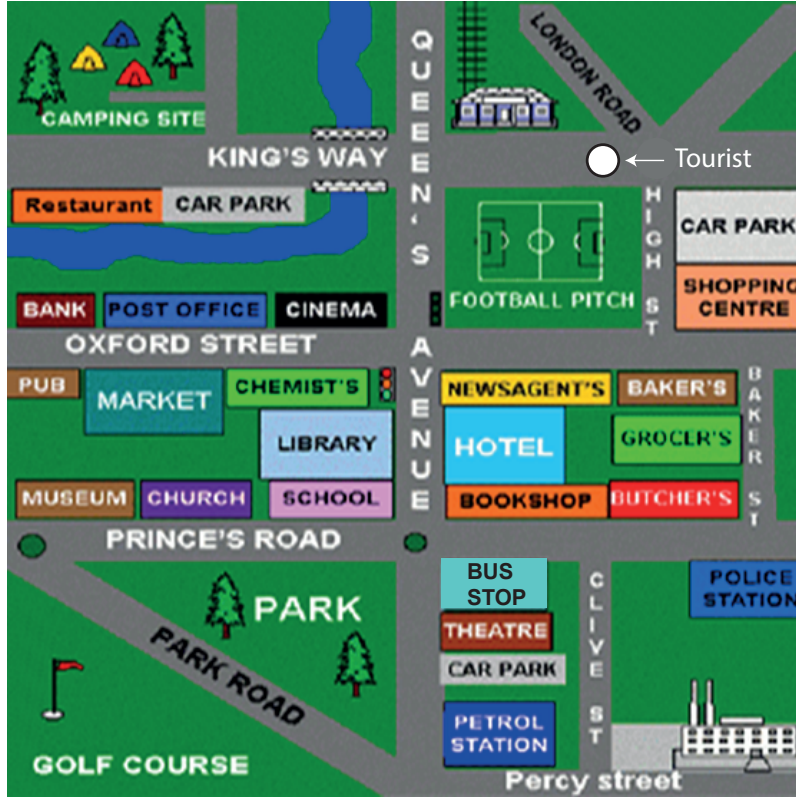 LONDON ROAD
CAMPING SITE
KING'S WAY
Tourist
QUEEN'S AVENUE
Restaurant
CAR PARK
HIGH ST
CAR PARK
SHOPPING
CENTRE
FOOTBALL PITCH
BANK
POST OFFICE
CINEMA
OXFORD STREET
PUB
MARKET
CHEMIST'S
NEWSAGENT'S
BAKER'S
BAKER ST
LIBRARY
HOTEL
GROCER'S
MUSEUM
CHURCH
SCHOOL
BOOKSHOP
BUTCHER'S
PRINCE'S ROAD
BUS
STOP
CLIVE ST
POLICE
STATION
PARK
THEATRE
PARK ROAD
CAR PARK
PETROL
STATION
GOLF COURSE
Percy street